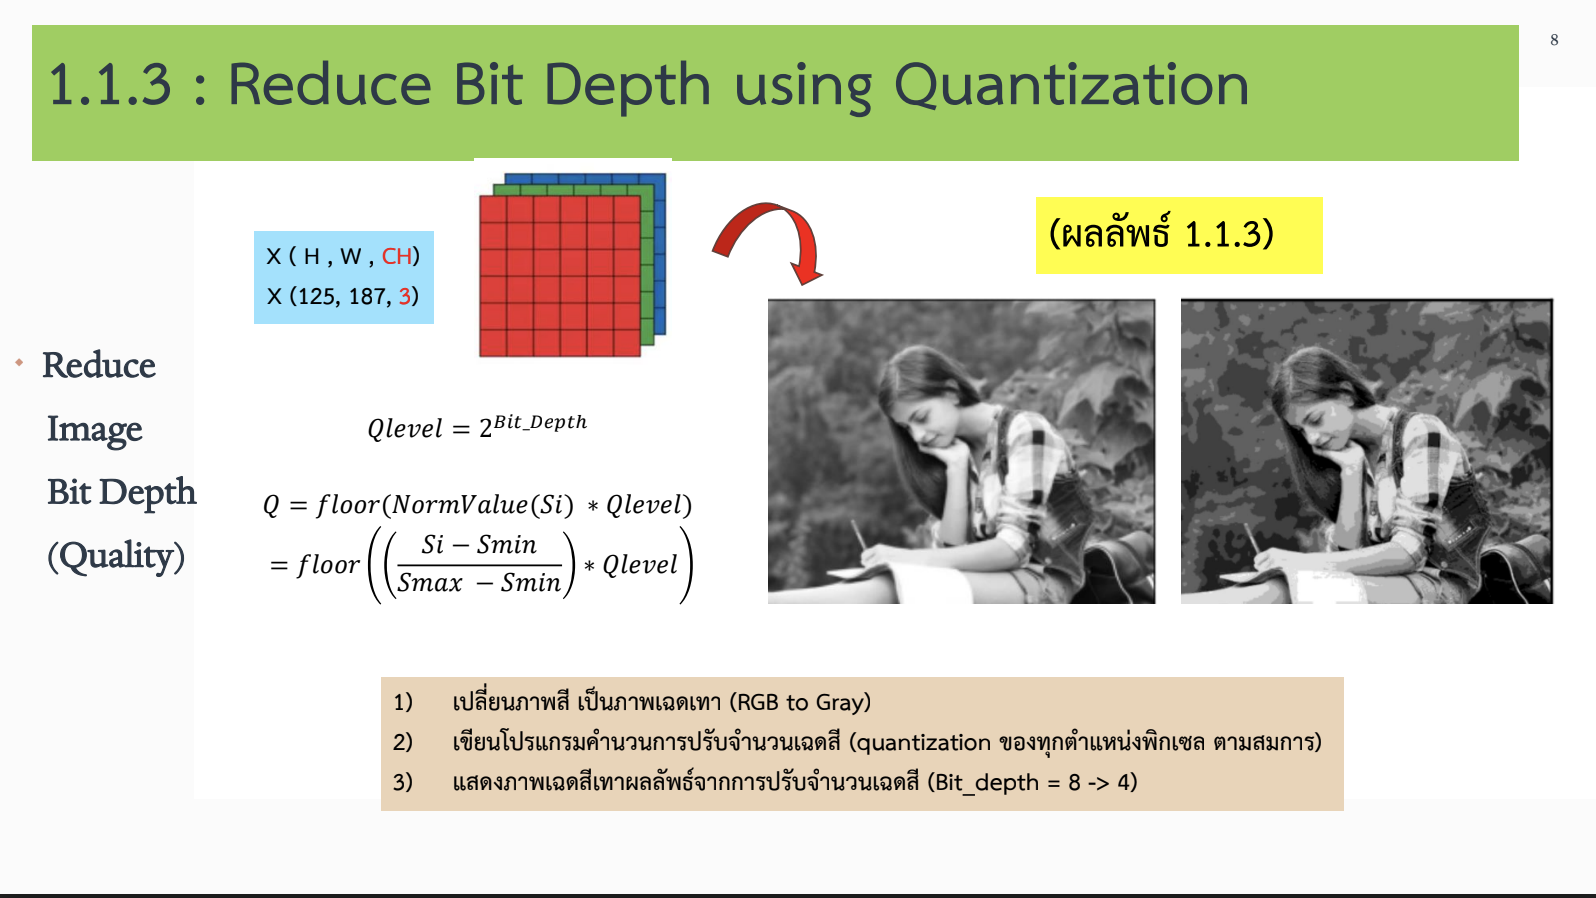 8
1.1.3 : Reduce Bit Depth using Quantization
X ( H , W , CH)
X (125, 187, 3)
(ผลลัพธ์ 1.1.3)
Reduce
Image
Bit Depth
(Quality)
Qlevel = 2^Bit_Depth
Q = floor(NormValue(Si) * Qlevel)
= floor((Si − Smin / Smax − Smin) * Qlevel)
1) เปลี่ยนภาพสี เป็นภาพเฉดเทา (RGB to Gray)
2) เขียนโปรแกรมคำนวนการปรับจำนวนเฉดสี (quantization ของทุกตำแหน่งพิกเซล ตามสมการ)
3) แสดงภาพเฉดสีเทาผลลัพธ์จากการปรับจำนวนเฉดสี (Bit_depth = 8 -> 4)